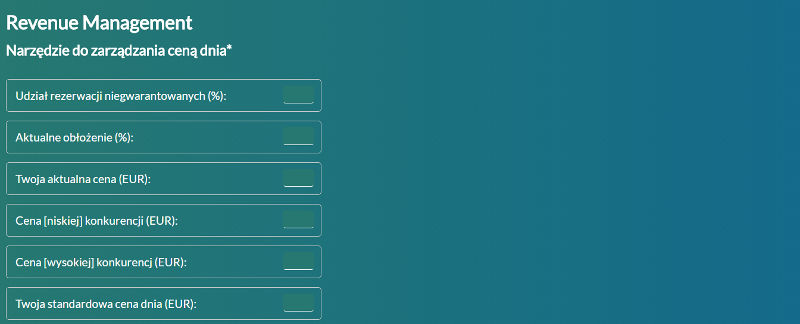 Revenue Management
Narzędzie do zarządzania ceną dnia*
Udział rezerwacji niegwarantowanych (%):
Aktualne obłożenie (%):
Twoja aktualna cena (EUR):
Cena [niskiej] konkurencji (EUR):
Cena [wysokiej] konkurencj (EUR):
Twoja standardowa cena dnia (EUR):